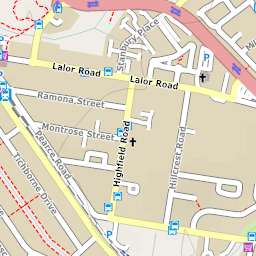 Stanbury Place
Lalor Road
Lalor Road
Ramona Street
Montrose Street
Pearce Road
Highfield Road
Hillcrest Road
Tichborne Drive
P
P